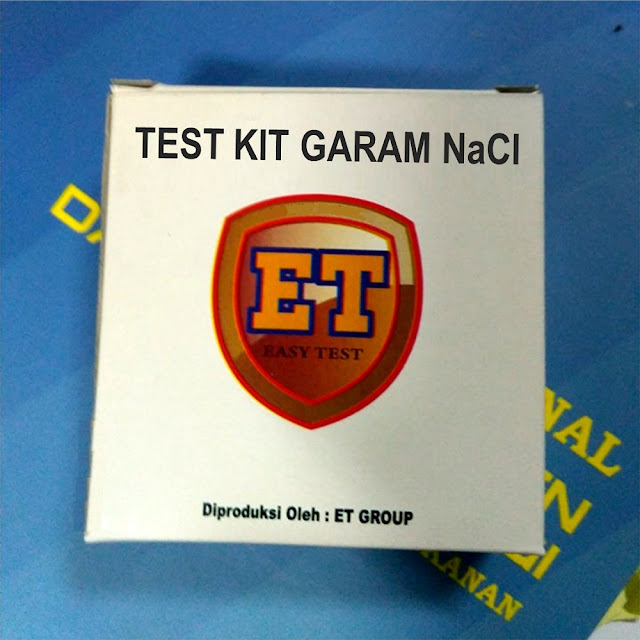 TEST KIT GARAM NaCl
ET
EASY TEST
Diproduksi Oleh : ET GROUP